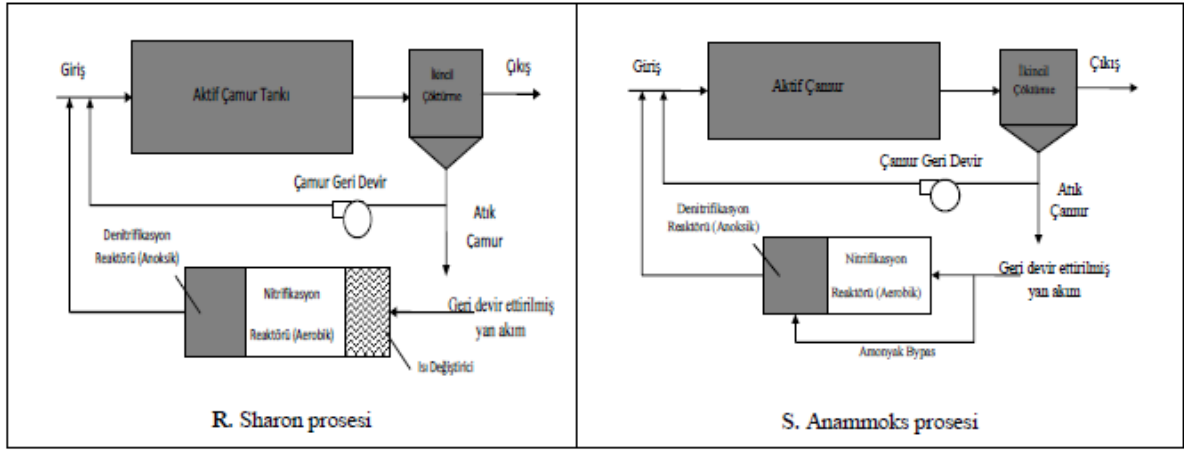 Giriş
Aktif Çamur Tankı
İkincil
Çöktürme
Çıkış
Çamur Geri Devir
Atık
Çamur
Denitrifikasyon
Reaktörü (Anoksik)
Nitrifikasyon
Reaktörü (Aerobik)
Geri devir ettirilmiş
yan akım
Isı Değiştirici
R. Sharon prosesi
Giriş
Aktif Çamur
İkincil
Çöktürme
Çıkış
Çamur Geri Devir
Atık
Çamur
Denitrifikasyon
Reaktörü (Anoksik)
Nitrifikasyon
Reaktörü (Aerobik)
Geri devir ettirilmiş
yan akım
Amonyak Bypas
S. Anammoks prosesi